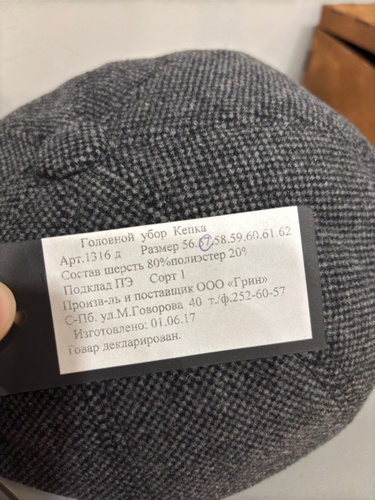 Головной убор Кепка
Арт.1316 д Размер 56.57.58.59.60.61.62
Состав шерсть 80%полиэстер 20%
Подклад ПЭ Сорт 1
Произв-ль и поставщик ООО «Грин»
С-Пб. ул.М.Говорова 40 т./ф.252-60-57
Изготовлено: 01.06.17
Товар декларирован.